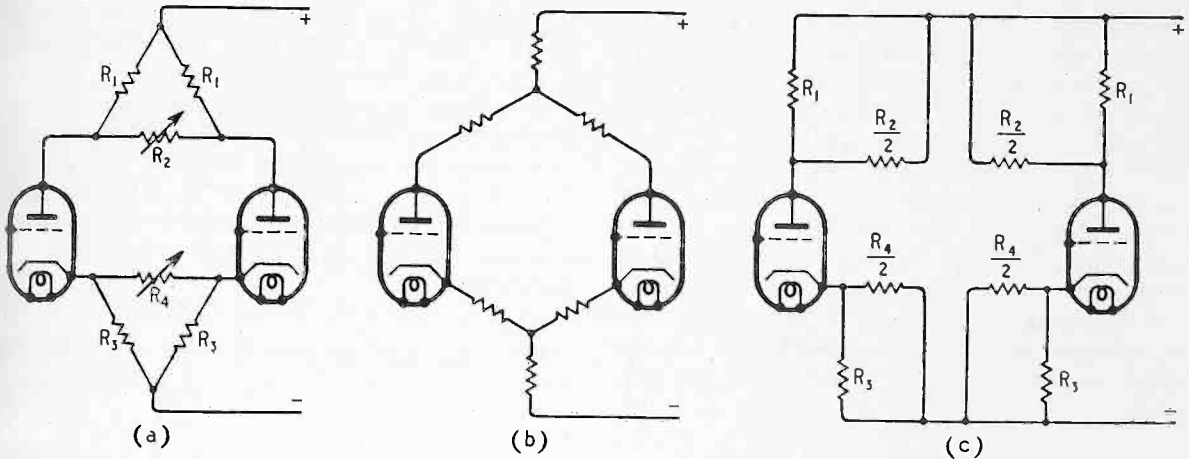 +
R1
R1
R2
R4
R3
R3
−
(a)
+
−
(b)
+
R1
R1
R2/2
R2/2
R4/2
R4/2
R3
R3
−
(c)